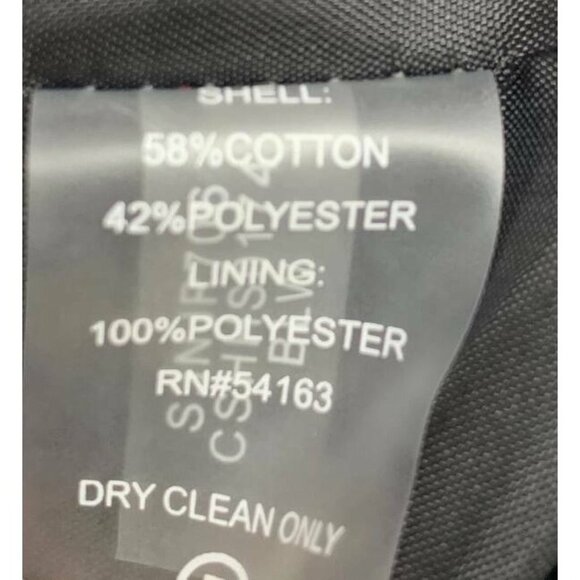 SHELL:
58%COTTON
42%POLYESTER
LINING:
100%POLYESTER
RN#54163
DRY CLEAN ONLY